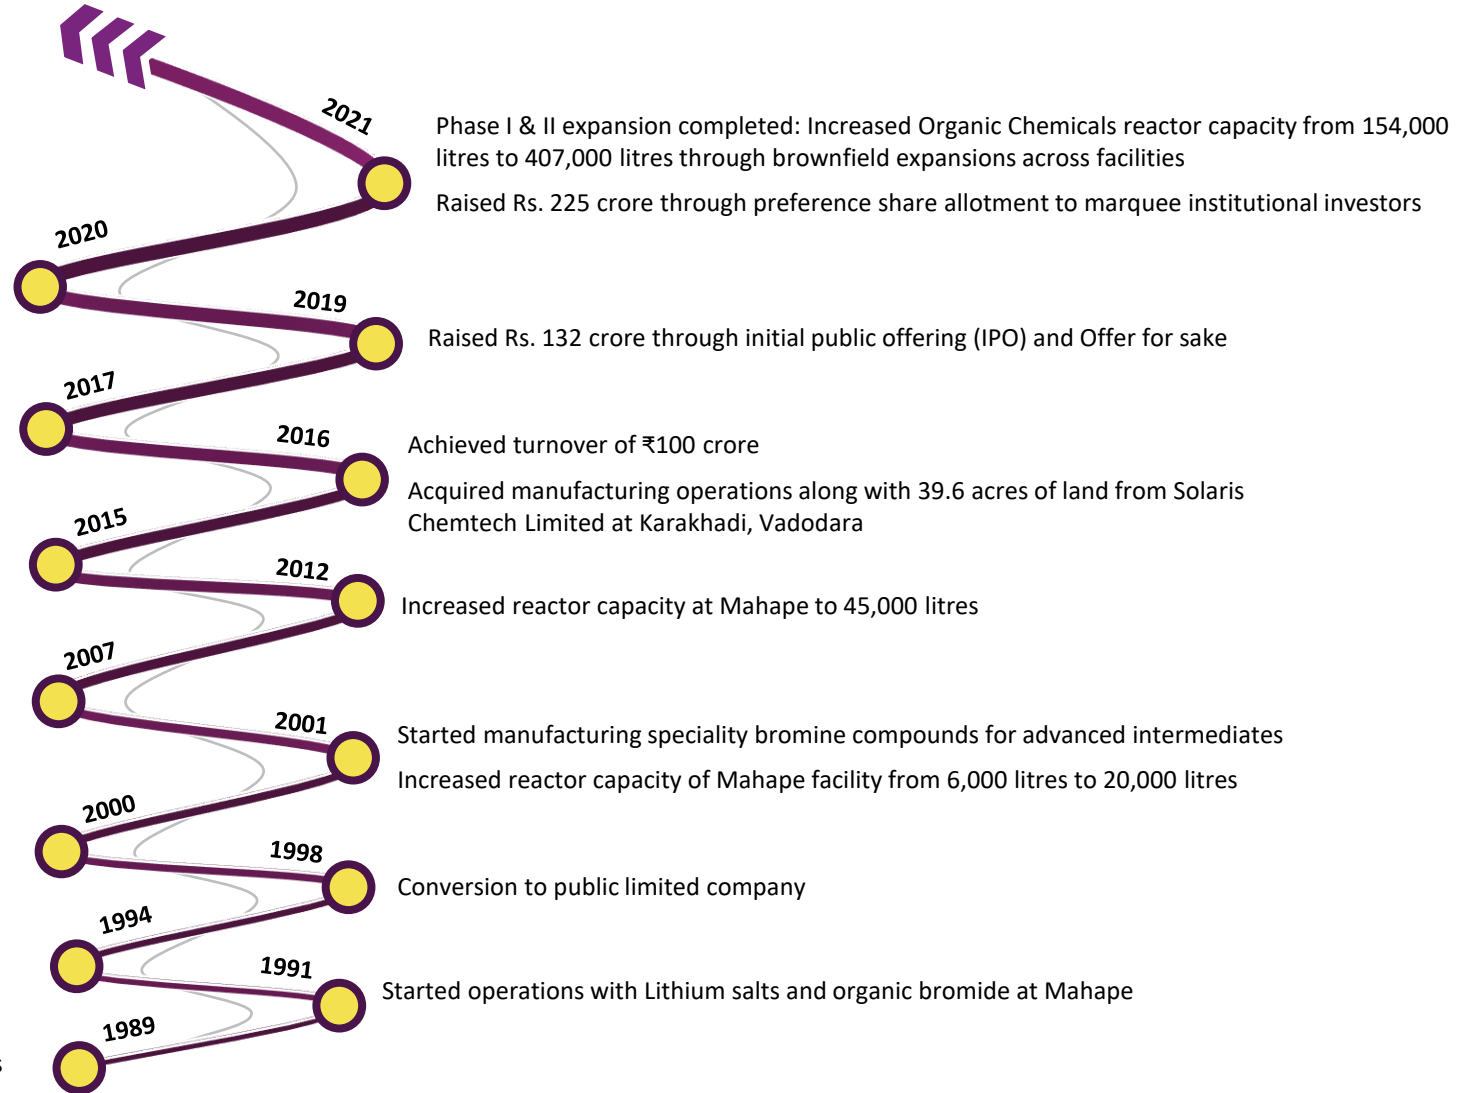 2021
Phase I & II expansion completed: Increased Organic Chemicals reactor capacity from 154,000
litres to 407,000 litres through brownfield expansions across facilities
Raised Rs. 225 crore through preference share allotment to marquee institutional investors
2020
2019
Raised Rs. 132 crore through initial public offering (IPO) and Offer for sake
2017
2016
Achieved turnover of ₹100 crore
Acquired manufacturing operations along with 39.6 acres of land from Solaris
Chemtech Limited at Karakhadi, Vadodara
2015
2012
Increased reactor capacity at Mahape to 45,000 litres
2007
2001
Started manufacturing speciality bromine compounds for advanced intermediates
Increased reactor capacity of Mahape facility from 6,000 litres to 20,000 litres
2000
1998
Conversion to public limited company
1994
1991
Started operations with Lithium salts and organic bromide at Mahape
1989